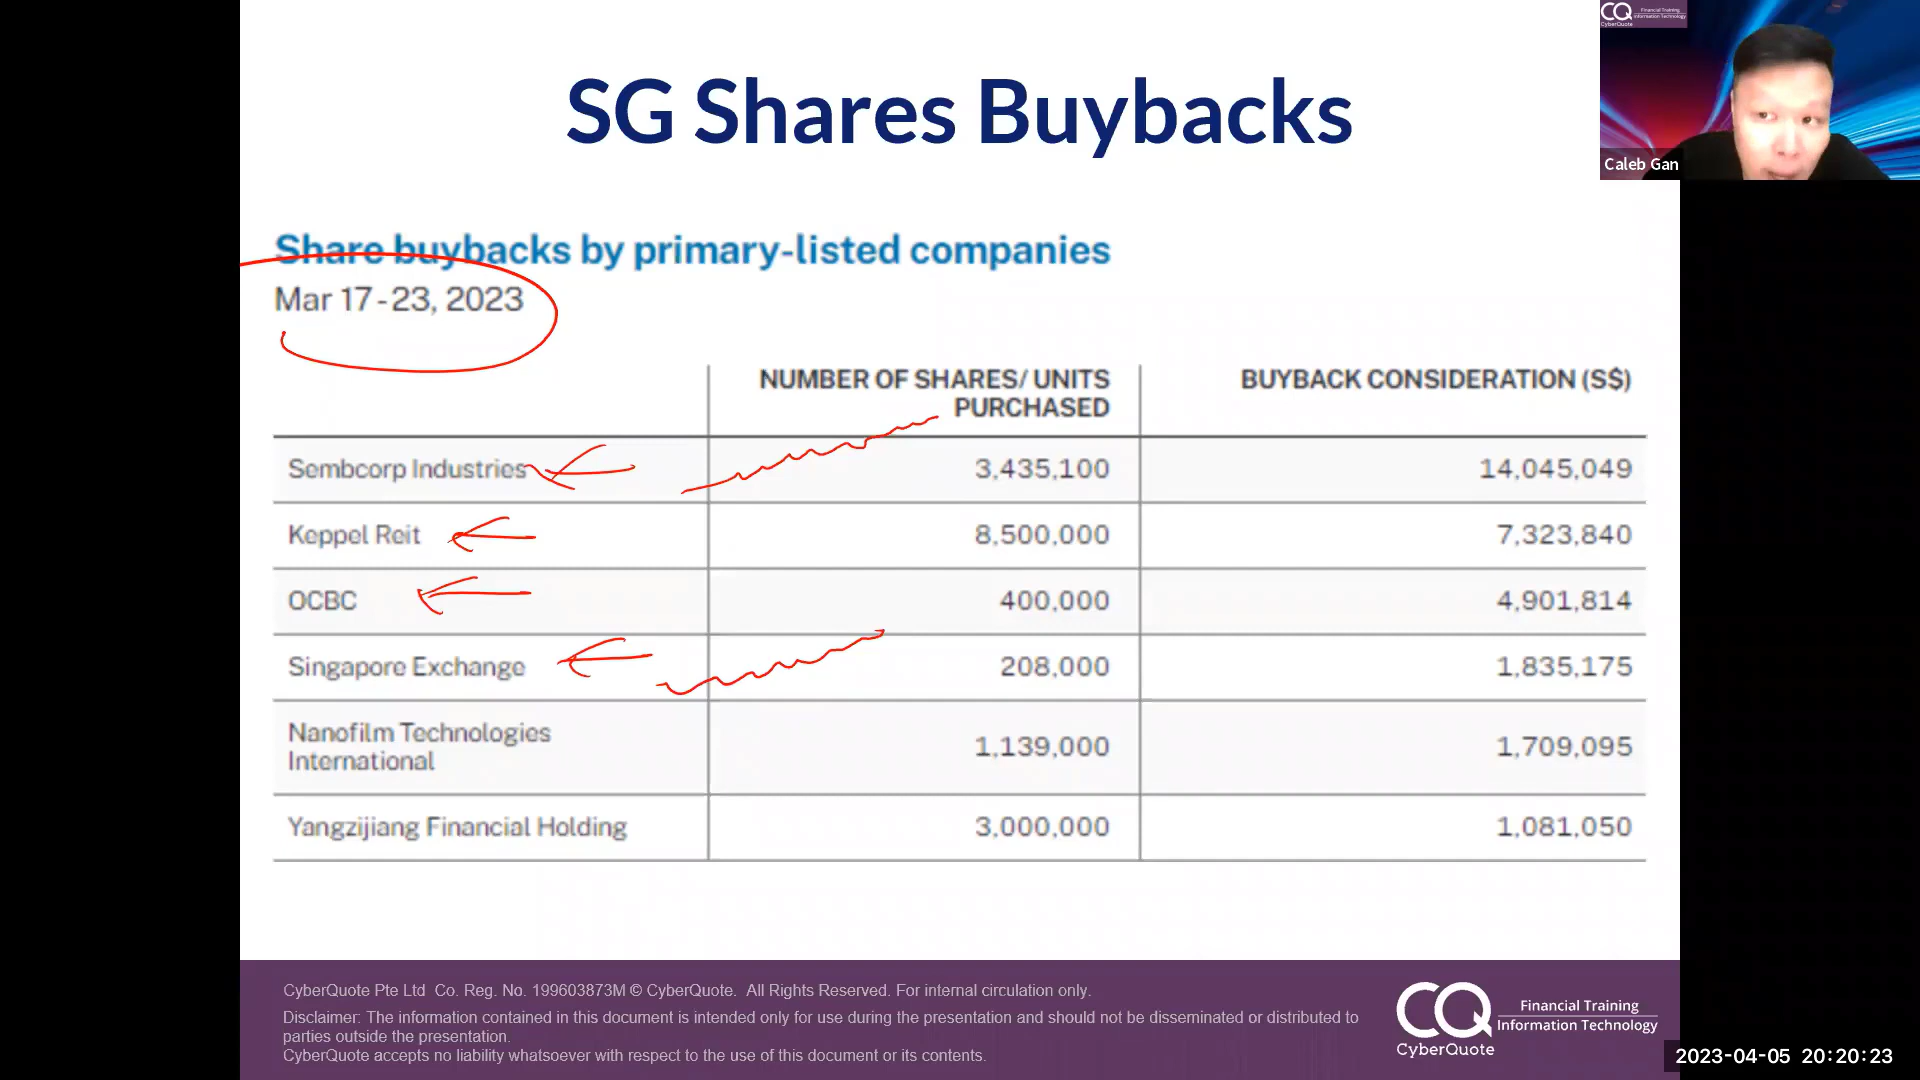 SG Shares Buybacks
CQ Financial Training
Information Technology
CyberQuote
Caleb Gan
Share buybacks by primary-listed companies
Mar 17-23, 2023
NUMBER OF SHARES/ UNITS PURCHASED
BUYBACK CONSIDERATION (S$)
Sembcorp Industries 3,435,100 14,045,049
Keppel Reit 8,500,000 7,323,840
OCBC 400,000 4,901,814
Singapore Exchange 208,000 1,835,175
Nanofilm Technologies International 1,139,000 1,709,095
Yangzijiang Financial Holding 3,000,000 1,081,050
CyberQuote Pte Ltd Co. Reg. No. 199603873M © CyberQuote. All Rights Reserved. For internal circulation only.
Disclaimer: The information contained in this document is intended only for use during the presentation and should not be disseminated or distributed to
parties outside the presentation.
CyberQuote accepts no liability whatsoever with respect to the use of this document or its contents.
CQ Financial Training
Information Technology
CyberQuote
2023-04-05 20:20:23